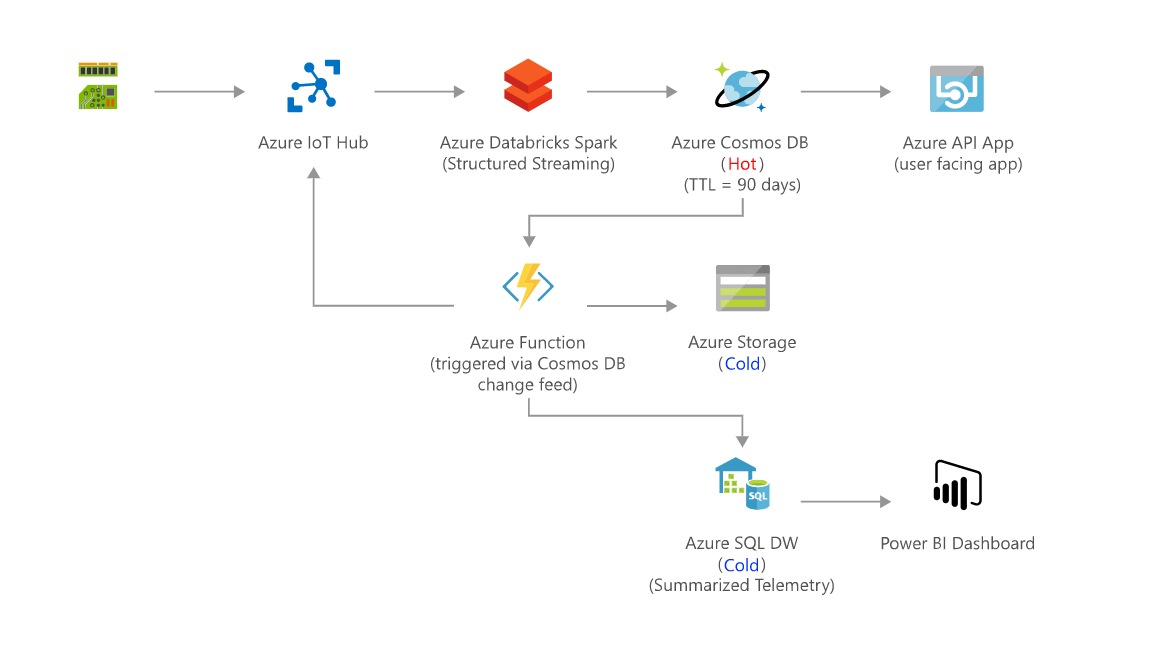 Azure IoT Hub
Azure Databricks Spark
(Structured Streaming)
Azure Cosmos DB
(Hot)
(TTL = 90 days)
Azure API App
(user facing app)
Azure Function
(triggered via Cosmos DB
change feed)
Azure Storage
(Cold)
SQL
Azure SQL DW
(Cold)
(Summarized Telemetry)
Power BI Dashboard